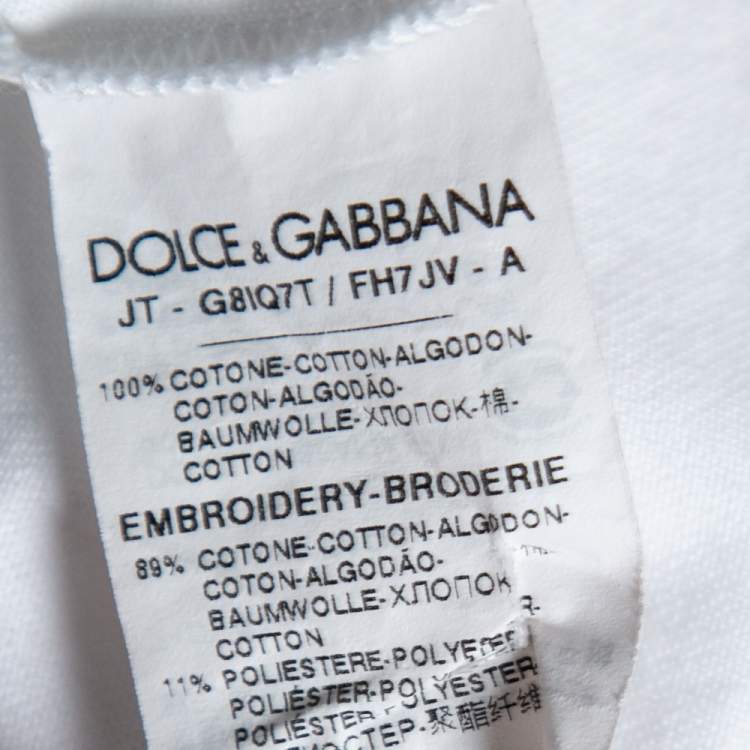 DOLCE & GABBANA
JT - G8IQ7T / FH7JV - A
100% COTONE-COTTON-ALGODON-
COTON-ALGODÃO-
BAUMWOLLE-ХЛОПОК-棉-
COTTON
EMBROIDERY-BRODERIE
89% COTONE-COTTON-ALGODON-
COTON-ALGODÃO-
BAUMWOLLE-ХЛОПОК
COTTON
11% POLIESTERE-POLYESTER-
POLIÉSTER-POLYESTER
POLIÉSTER-
聚酯纤维